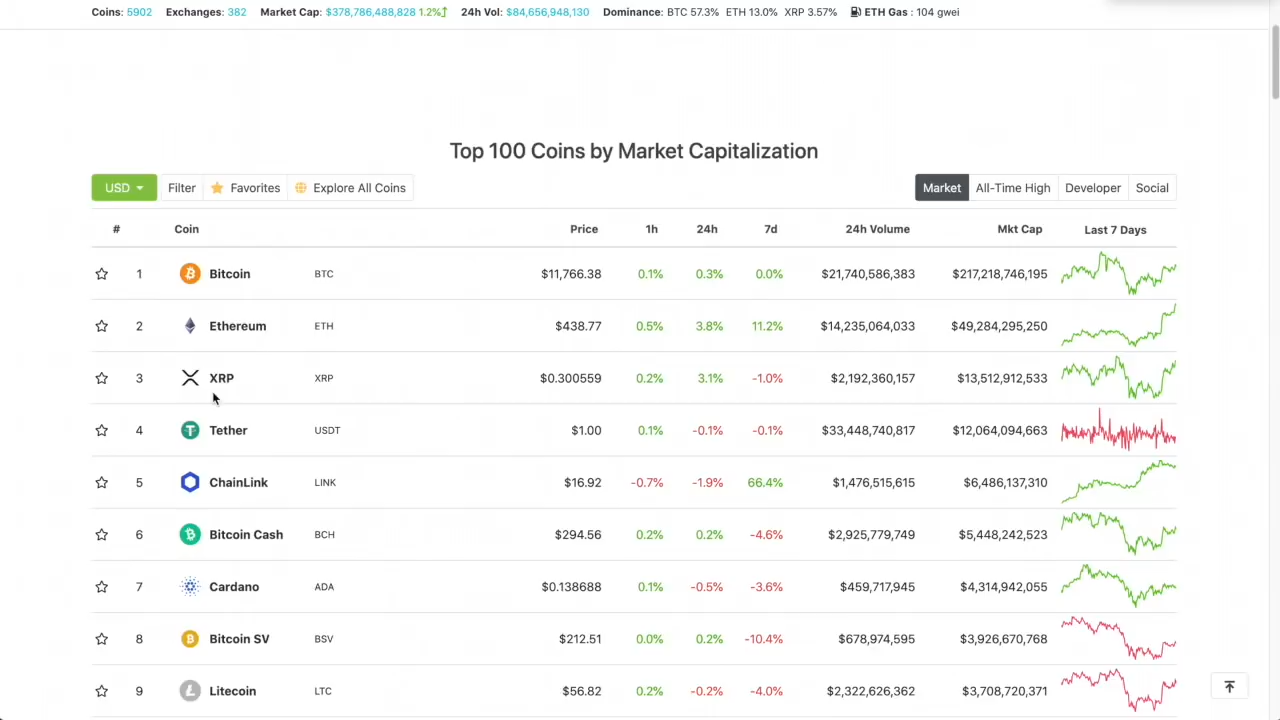 Coins: 5902 Exchanges: 382 Market Cap: $378,786,488,828 1.2% 24h Vol: $84,656,948,130 Dominance: BTC 57.3% ETH 13.0% XRP 3.57% ETH Gas : 104 gwei
Top 100 Coins by Market Capitalization
USD Filter Favorites Explore All Coins Market All-Time High Developer Social
# Coin Price 1h 24h 7d 24h Volume Mkt Cap Last 7 Days
1 Bitcoin BTC $11,766.38 0.1% 0.3% 0.0% $21,740,586,383 $217,218,746,195
2 Ethereum ETH $438.77 0.5% 3.8% 11.2% $14,235,064,033 $49,284,295,250
3 XRP XRP $0.300559 0.2% 3.1% -1.0% $2,192,360,157 $13,512,912,533
4 Tether USDT $1.00 0.1% -0.1% -0.1% $33,448,740,817 $12,064,094,663
5 ChainLink LINK $16.92 -0.7% -1.9% 66.4% $1,476,515,615 $6,486,137,310
6 Bitcoin Cash BCH $294.56 0.2% 0.2% -4.6% $2,925,779,749 $5,448,242,523
7 Cardano ADA $0.138688 0.1% -0.5% -3.6% $459,717,945 $4,314,942,055
8 Bitcoin SV BSV $212.51 0.0% 0.2% -10.4% $678,974,595 $3,926,670,768
9 Litecoin LTC $56.82 0.2% -0.2% -4.0% $2,322,626,362 $3,708,720,371